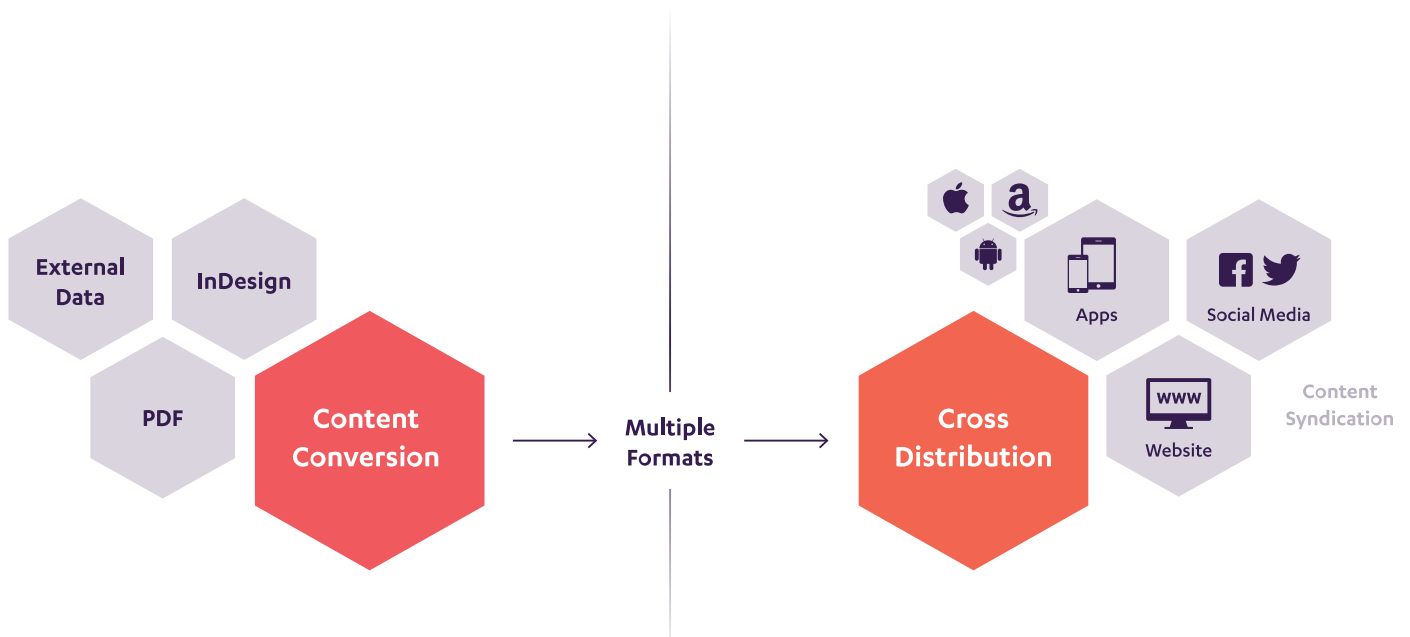 External
Data
InDesign
PDF
Content
Conversion
Multiple
Formats
Cross
Distribution
a
Apps
Social Media
www
Website
Content
Syndication